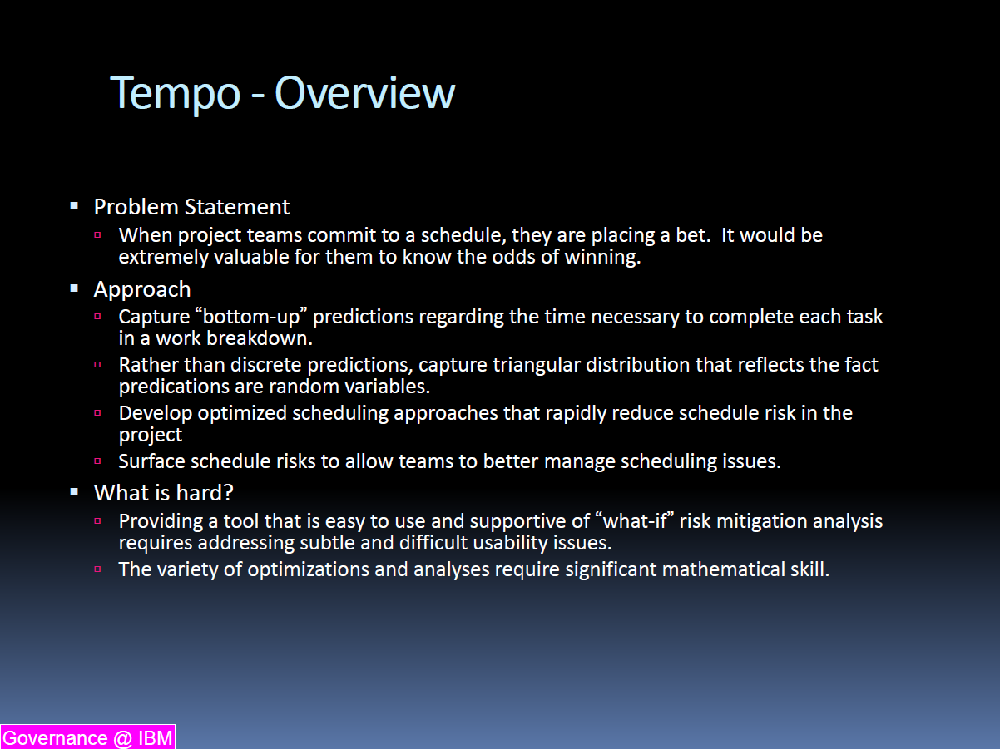 Tempo - Overview
Problem Statement
When project teams commit to a schedule, they are placing a bet.  It would be
extremely valuable for them to know the odds of winning.
Approach
Capture “bottom-up” predictions regarding the time necessary to complete each task
in a work breakdown.
Rather than discrete predictions, capture triangular distribution that reflects the fact
predications are random variables.
Develop optimized scheduling approaches that rapidly reduce schedule risk in the
project
Surface schedule risks to allow teams to better manage scheduling issues.
What is hard?
Providing a tool that is easy to use and supportive of “what-if” risk mitigation analysis
requires addressing subtle and difficult usability issues.
The variety of optimizations and analyses require significant mathematical skill.
Governance @ IBM